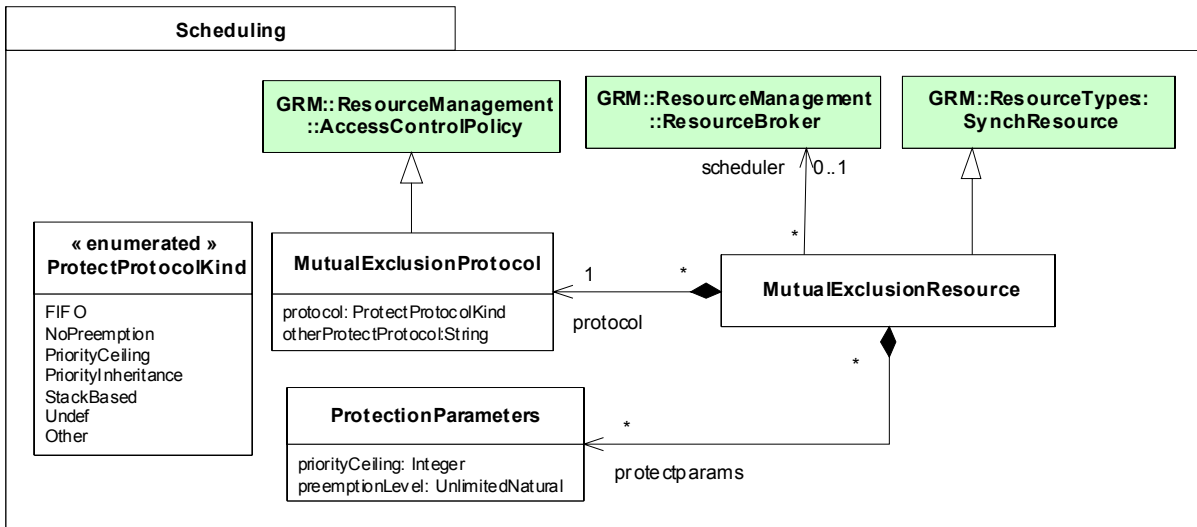 Scheduling
GRM::ResourceManagement
::AccessControlPolicy
GRM::ResourceManagement
::ResourceBroker
GRM::ResourceTypes::
SynchResource
scheduler
0..1
« enumerated »
ProtectProtocolKind
FIFO
NoPreemption
PriorityCeiling
PriorityInheritance
StackBased
Undef
Other
MutualExclusionProtocol
protocol: ProtectProtocolKind
otherProtectProtocol:String
1
*
*
protocol
MutualExclusionResource
*
ProtectionParameters
priorityCeiling: Integer
preemptionLevel: UnlimitedNatural
*
protectparams